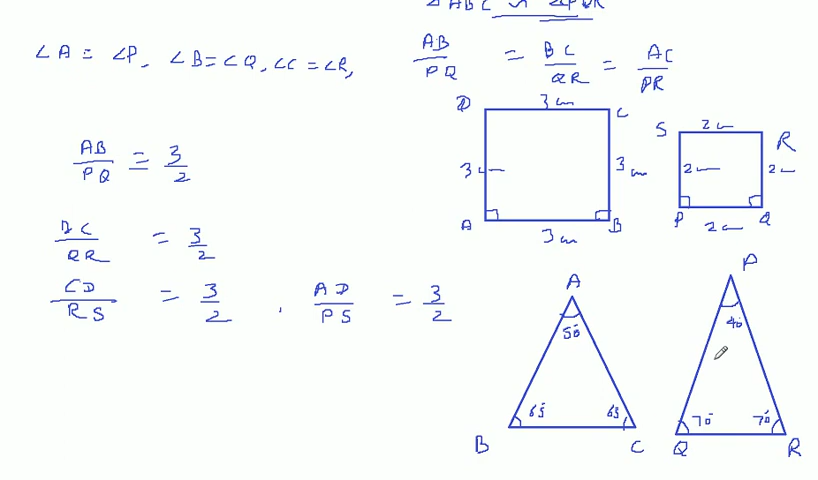 △ABC ~ △PQR
∠A = ∠P, ∠B = ∠Q, ∠C = ∠R,
AB/PQ = BC/QR = AC/PR
D 3 cm C
3 cm
3 cm
A 3 cm B
S 2 cm R
2 cm
2 cm
P 2 cm Q
AB/PQ = 3/2
BC/QR = 3/2
CD/RS = 3/2 , AD/PS = 3/2
A
50°
65° 65°
B C
P
40°
70° 70°
Q R